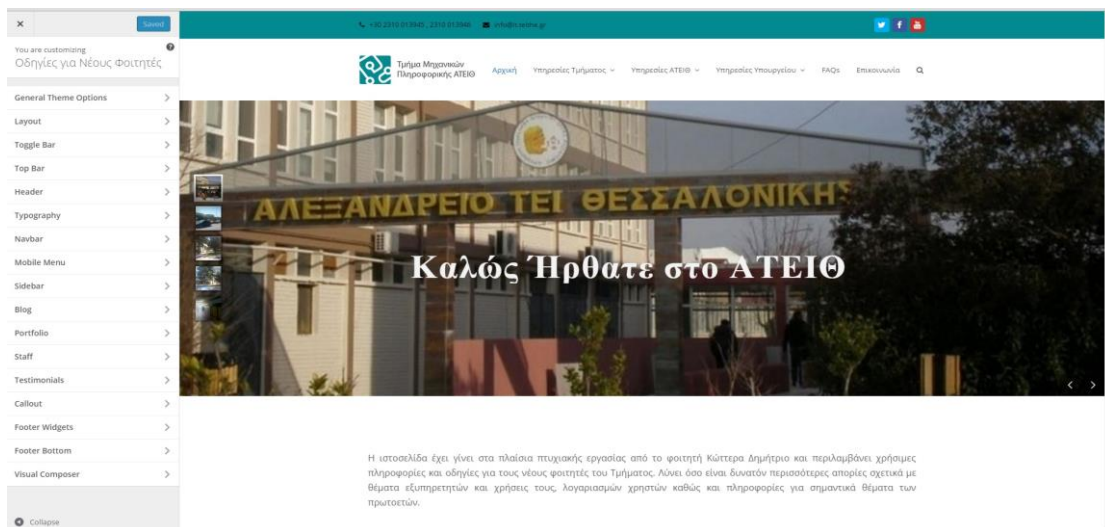 Saved
You are customizing
Οδηγίες για Νέους Φοιτητές
General Theme Options
Layout
Toggle Bar
Top Bar
Header
Typography
Navbar
Mobile Menu
Sidebar
Blog
Portfolio
Staff
Testimonials
Callout
Footer Widgets
Footer Bottom
Visual Composer
Collapse
+30 2310 013940 , 2310 013940
Τμήμα Μηχανικών
Πληροφορικής ΑΤΕΙΘ
Αρχική Υπηρεσίες Τμήματος Υπηρεσίες ΑΤΕΙΘ Υπηρεσίες Υπουργείου FAQs Επικοινωνία
ΑΛΕΞΑΝΔΡΕΙΟ ΤΕΙ ΘΕΣΣΑΛΟΝΙΚΗΣ
Καλώς Ήρθατε στο ΑΤΕΙΘ
Η ιστοσελίδα έχει γίνει στα πλαίσια πτυχιακής εργασίας από το φοιτητή Κώττερα Δημήτριο και περιλαμβάνει χρήσιμες
πληροφορίες και οδηγίες για τους νέους φοιτητές του Τμήματος. Λύνει όσο είναι δυνατόν περισσότερες απορίες σχετικά με
θέματα εξυπηρετητών και χρήσεις τους, λογαριασμών χρηστών καθώς και πληροφορίες για σημαντικά θέματα των
πρωτοετών.